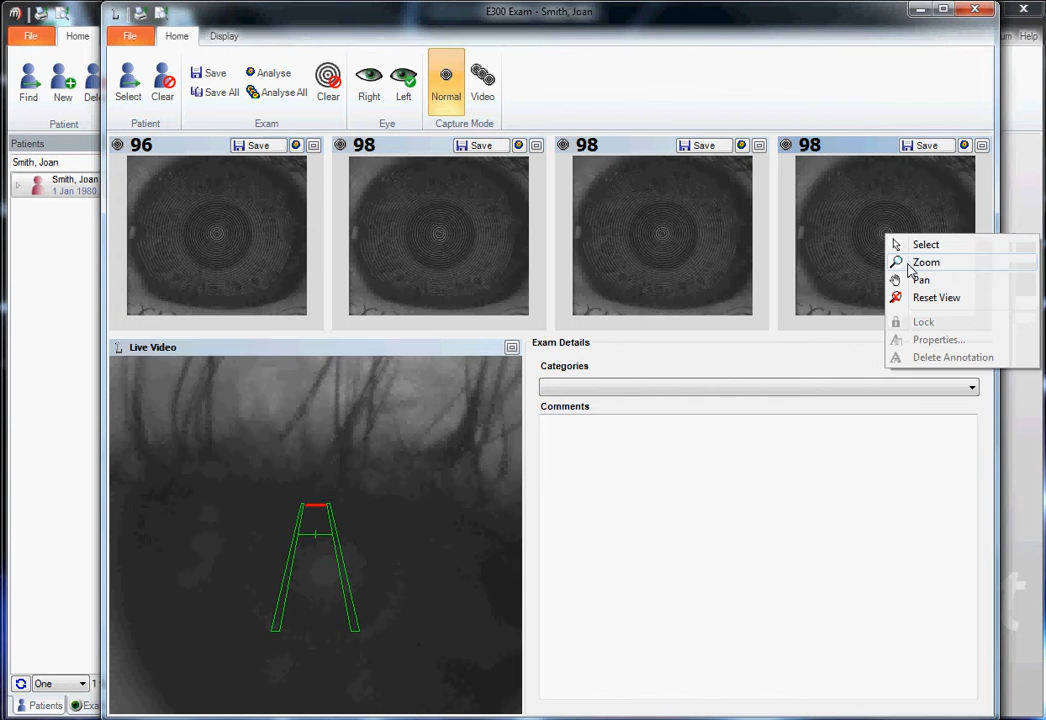 E300 Exam - Smith, Joan
File Home
File Home Display
Help
Find New
Patient
Select Clear
Patient
Save Analyse
Save All Analyse All
Clear
Exam
Right Left
Eye
Normal Video
Capture Mode
Patients
Smith, Joan
Smith, Joan
1 Jan 1980
96 Save
98 Save
98 Save
98 Save
Select
Zoom
Pan
Reset View
Lock
Properties...
Delete Annotation
Live Video
Exam Details
Categories
Comments
One 1
Patients